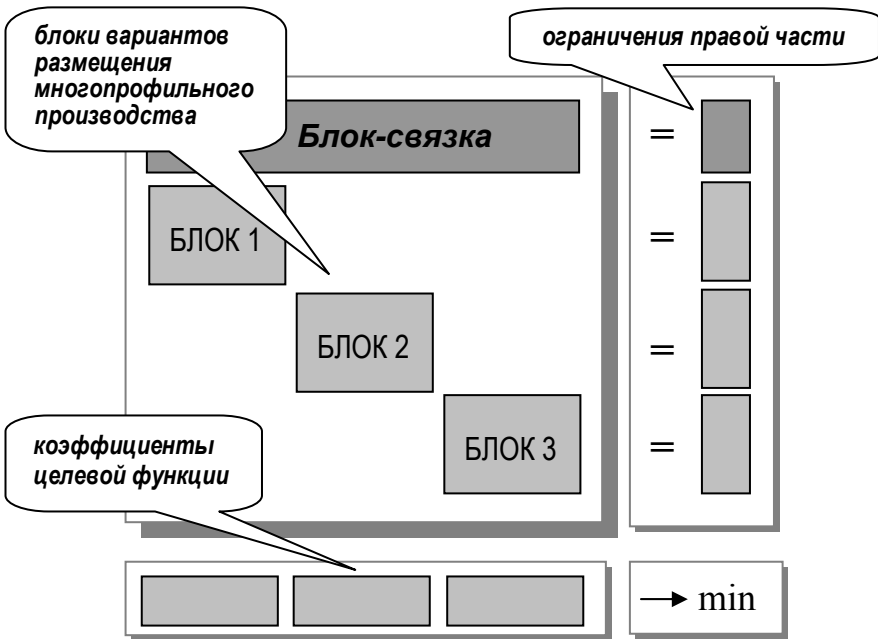 блоки вариантов
размещения
многопрофильного
производства
ограничения правой части
Блок-связка
=
БЛОК 1
=
БЛОК 2
=
коэффициенты
целевой функции
БЛОК 3
=
→ min